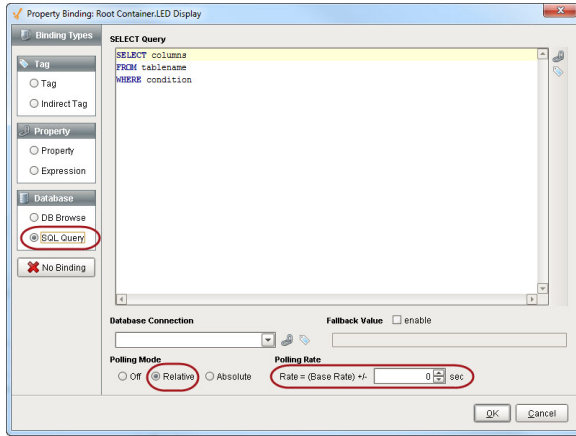 Property Binding: Root Container.LED Display
Binding Types
Tag
Tag
Indirect Tag
Property
Property
Expression
Database
DB Browse
SQL Query
No Binding
SELECT Query
SELECT columns
FROM tablename
WHERE condition
Database Connection
Fallback Value enable
Polling Mode
Off Relative Absolute
Polling Rate
Rate = (Base Rate) +/- 0 sec
OK Cancel